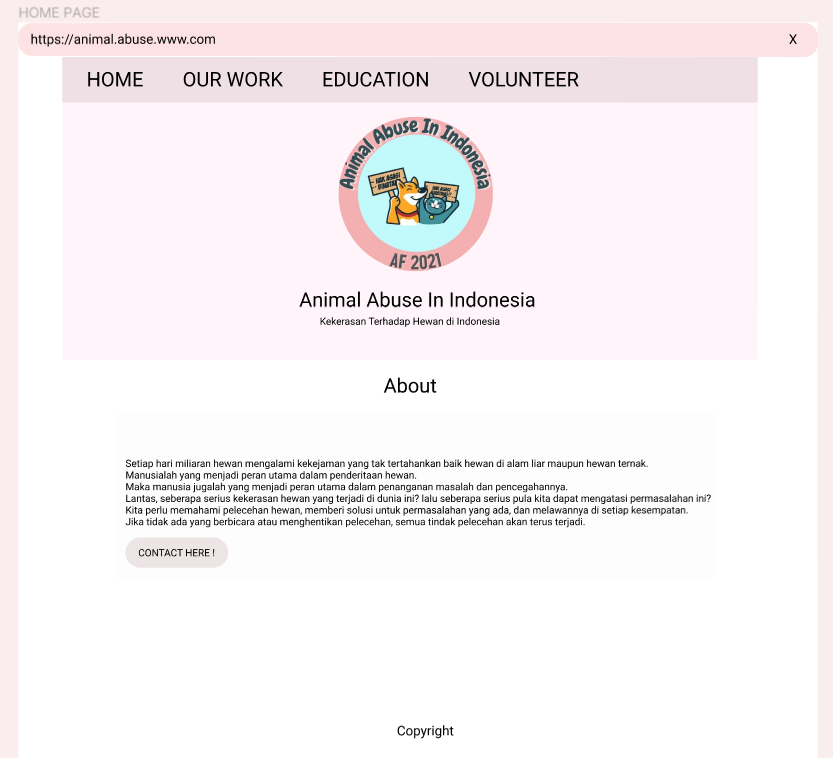 HOME PAGE
https://animal.abuse.www.com X
HOME OUR WORK EDUCATION VOLUNTEER
Animal Abuse In Indonesia
HAK ASASI
AF 2021
Animal Abuse In Indonesia
Kekerasan Terhadap Hewan di Indonesia
About
Setiap hari miliaran hewan mengalami kekejaman yang tak tertahankan baik hewan di alam liar maupun hewan ternak.
Manusialah yang menjadi peran utama dalam penderitaan hewan.
Maka manusia jugalah yang menjadi peran utama dalam penanganan masalah dan pencegahannya.
Lantas, seberapa serius kekerasan hewan yang terjadi di dunia ini? lalu seberapa serius pula kita dapat mengatasi permasalahan ini?
Kita perlu memahami pelecehan hewan, memberi solusi untuk permasalahan yang ada, dan melawannya di setiap kesempatan.
Jika tidak ada yang berbicara atau menghentikan pelecehan, semua tindak pelecehan akan terus terjadi.
CONTACT HERE !
Copyright